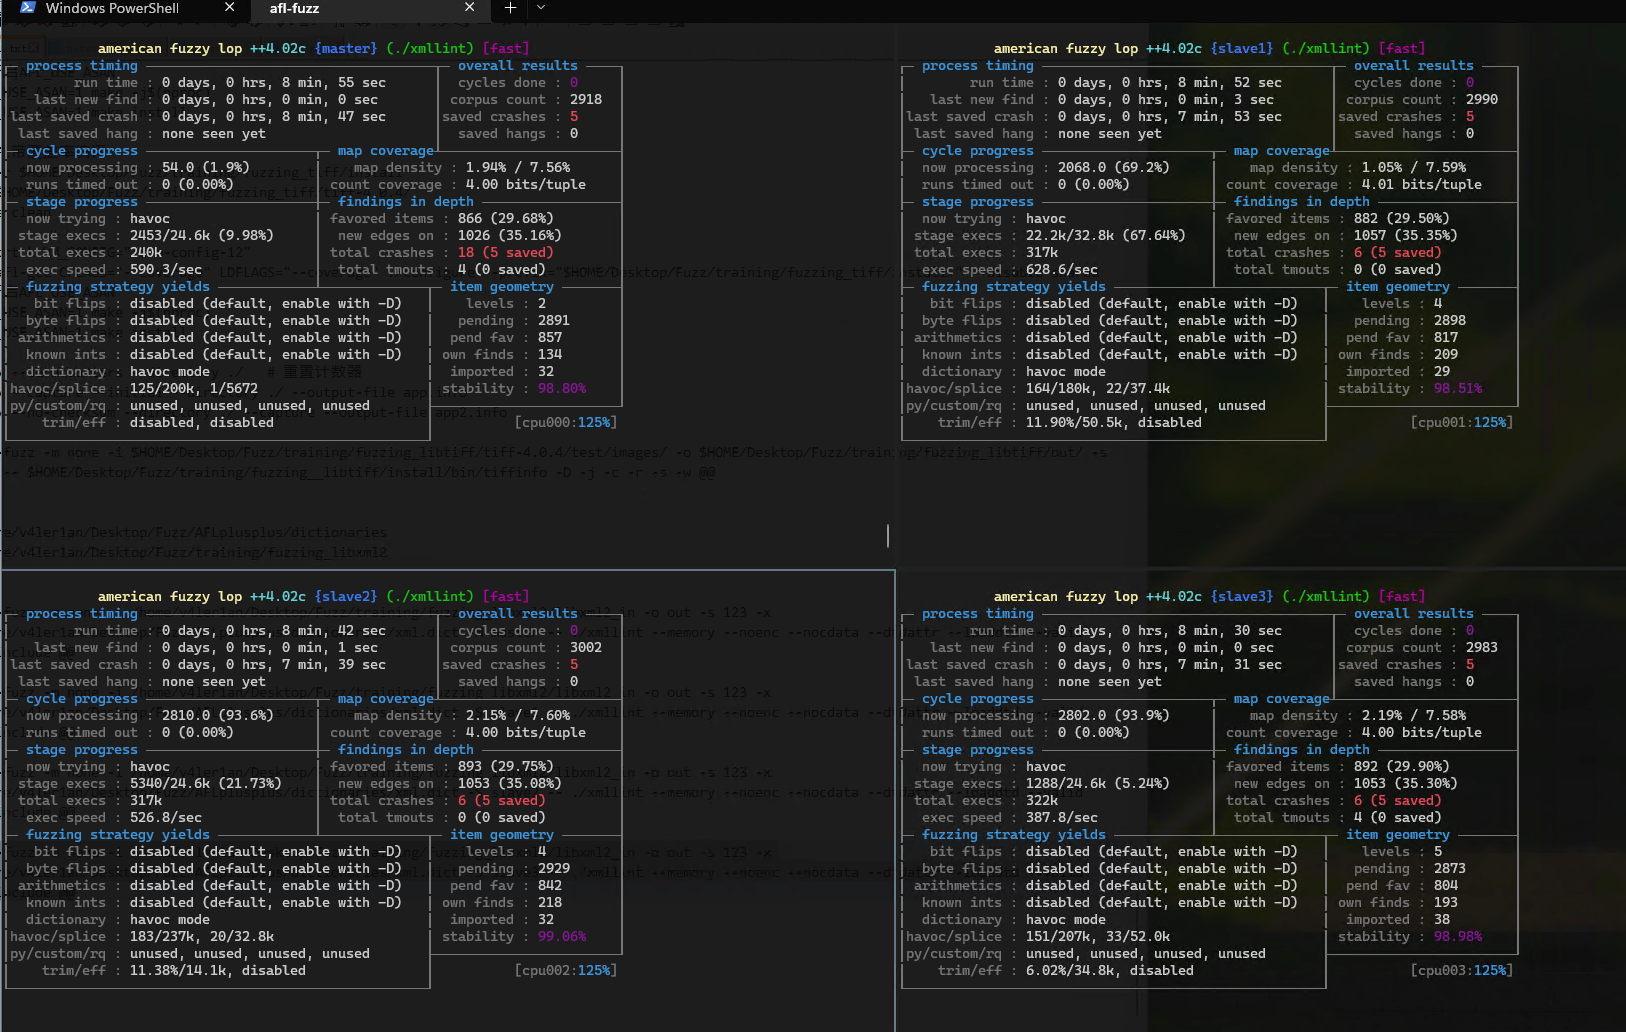 Windows PowerShell
afl-fuzz
american fuzzy lop ++4.02c {master} (./xmllint) [fast]
process timing
overall results
run time : 0 days, 0 hrs, 8 min, 55 sec
cycles done : 0
last new find : 0 days, 0 hrs, 0 min, 0 sec
corpus count : 2918
last saved crash : 0 days, 0 hrs, 8 min, 47 sec
saved crashes : 5
last saved hang : none seen yet
saved hangs : 0
cycle progress
map coverage
now processing : 54.0 (1.9%)
map density : 1.94% / 7.56%
runs timed out : 0 (0.00%)
count coverage : 4.00 bits/tuple
stage progress
findings in depth
now trying : havoc
favored items : 866 (29.68%)
stage execs : 2453/24.6k (9.98%)
new edges on : 1026 (35.16%)
total execs : 240k
total crashes : 18 (5 saved)
exec speed : 590.3/sec
total tmouts : 4 (0 saved)
fuzzing strategy yields
item geometry
bit flips : disabled (default, enable with -D)
levels : 2
byte flips : disabled (default, enable with -D)
pending : 2891
arithmetics : disabled (default, enable with -D)
pend fav : 857
known ints : disabled (default, enable with -D)
own finds : 134
dictionary : havoc mode
imported : 32
havoc/splice : 125/200k, 1/5672
stability : 98.80%
py/custom/rq : unused, unused, unused, unused
trim/eff : disabled, disabled
[cpu000:125%]
american fuzzy lop ++4.02c {slave1} (./xmllint) [fast]
process timing
overall results
run time : 0 days, 0 hrs, 8 min, 52 sec
cycles done : 0
last new find : 0 days, 0 hrs, 0 min, 3 sec
corpus count : 2990
last saved crash : 0 days, 0 hrs, 7 min, 53 sec
saved crashes : 5
last saved hang : none seen yet
saved hangs : 0
cycle progress
map coverage
now processing : 2068.0 (69.2%)
map density : 1.05% / 7.59%
runs timed out : 0 (0.00%)
count coverage : 4.01 bits/tuple
stage progress
findings in depth
now trying : havoc
favored items : 882 (29.50%)
stage execs : 22.2k/32.8k (67.64%)
new edges on : 1057 (35.35%)
total execs : 317k
total crashes : 6 (5 saved)
exec speed : 628.6/sec
total tmouts : 0 (0 saved)
fuzzing strategy yields
item geometry
bit flips : disabled (default, enable with -D)
levels : 4
byte flips : disabled (default, enable with -D)
pending : 2898
arithmetics : disabled (default, enable with -D)
pend fav : 817
known ints : disabled (default, enable with -D)
own finds : 209
dictionary : havoc mode
imported : 29
havoc/splice : 164/180k, 22/37.4k
stability : 98.51%
py/custom/rq : unused, unused, unused, unused
trim/eff : 11.90%/50.5k, disabled
[cpu001:125%]
-fuzz -m none -i $HOME/Desktop/Fuzz/training/fuzzing_libtiff/tiff-4.0.4/test/images/ -o $HOME/Desktop/Fuzz/training/fuzzing_libtiff/out/ -s
-- $HOME/Desktop/Fuzz/training/fuzzing__libtiff/install/bin/tiffinfo -D -j -c -r -s -w @@
e/v4ler1an/Desktop/Fuzz/AFLplusplus/dictionaries
e/v4ler1an/Desktop/Fuzz/training/fuzzing_libxml2
american fuzzy lop ++4.02c {slave2} (./xmllint) [fast]
process timing
overall results
run time : 0 days, 0 hrs, 8 min, 42 sec
cycles done : 0
last new find : 0 days, 0 hrs, 0 min, 1 sec
corpus count : 3002
last saved crash : 0 days, 0 hrs, 7 min, 39 sec
saved crashes : 5
last saved hang : none seen yet
saved hangs : 0
cycle progress
map coverage
now processing : 2810.0 (93.6%)
map density : 2.15% / 7.60%
runs timed out : 0 (0.00%)
count coverage : 4.00 bits/tuple
stage progress
findings in depth
now trying : havoc
favored items : 893 (29.75%)
stage execs : 5340/24.6k (21.73%)
new edges on : 1053 (35.08%)
total execs : 317k
total crashes : 6 (5 saved)
exec speed : 526.8/sec
total tmouts : 0 (0 saved)
fuzzing strategy yields
item geometry
bit flips : disabled (default, enable with -D)
levels : 4
byte flips : disabled (default, enable with -D)
pending : 2929
arithmetics : disabled (default, enable with -D)
pend fav : 842
known ints : disabled (default, enable with -D)
own finds : 218
dictionary : havoc mode
imported : 32
havoc/splice : 183/237k, 20/32.8k
stability : 99.06%
py/custom/rq : unused, unused, unused, unused
trim/eff : 11.38%/14.1k, disabled
[cpu002:125%]
american fuzzy lop ++4.02c {slave3} (./xmllint) [fast]
process timing
overall results
run time : 0 days, 0 hrs, 8 min, 30 sec
cycles done : 0
last new find : 0 days, 0 hrs, 0 min, 0 sec
corpus count : 2983
last saved crash : 0 days, 0 hrs, 7 min, 31 sec
saved crashes : 5
last saved hang : none seen yet
saved hangs : 0
cycle progress
map coverage
now processing : 2802.0 (93.9%)
map density : 2.19% / 7.58%
runs timed out : 0 (0.00%)
count coverage : 4.00 bits/tuple
stage progress
findings in depth
now trying : havoc
favored items : 892 (29.90%)
stage execs : 1288/24.6k (5.24%)
new edges on : 1053 (35.30%)
total execs : 322k
total crashes : 6 (5 saved)
exec speed : 387.8/sec
total tmouts : 4 (0 saved)
fuzzing strategy yields
item geometry
bit flips : disabled (default, enable with -D)
levels : 5
byte flips : disabled (default, enable with -D)
pending : 2873
arithmetics : disabled (default, enable with -D)
pend fav : 804
known ints : disabled (default, enable with -D)
own finds : 193
dictionary : havoc mode
imported : 38
havoc/splice : 151/207k, 33/52.0k
stability : 98.98%
py/custom/rq : unused, unused, unused, unused
trim/eff : 6.02%/34.8k, disabled
[cpu003:125%]